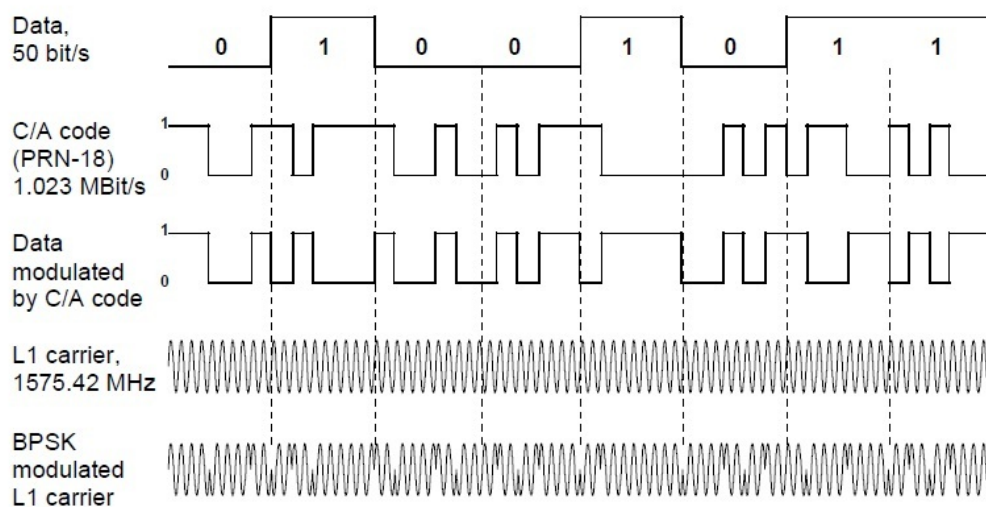 Data,
50 bit/s
0 1 0 0 1 0 1 1
C/A code
(PRN-18)
1.023 MBit/s
1
0
Data
modulated
by C/A code
1
0
L1 carrier,
1575.42 MHz
BPSK
modulated
L1 carrier